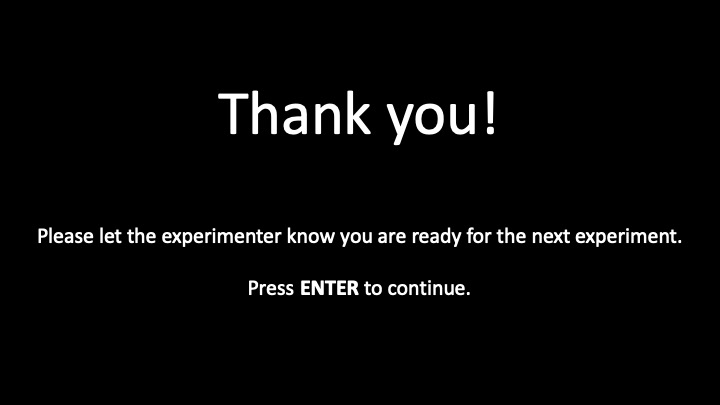 Thank you!
Please let the experimenter know you are ready for the next experiment.
Press ENTER to continue.